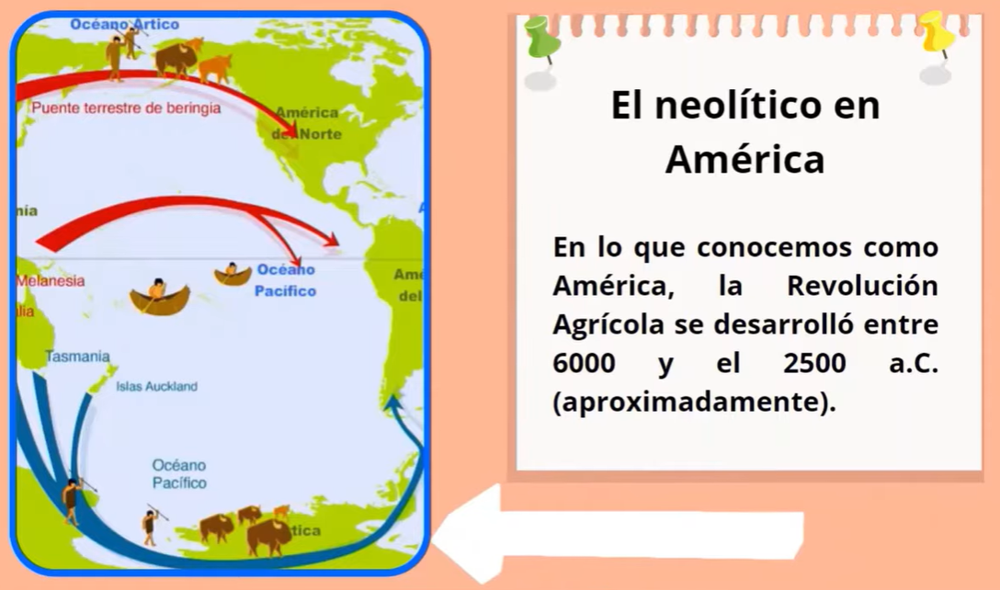 Océano Ártico
Puente terrestre de beringia
América
del Norte
nía
Océano
Pacífico
Melanesia
Amé
del
lia
Tasmania
Islas Auckland
Océano
Pacífico
tica
El neolítico en
América
En lo que conocemos como
América, la Revolución
Agrícola se desarrolló entre
6000 y el 2500 a.C.
(aproximadamente).